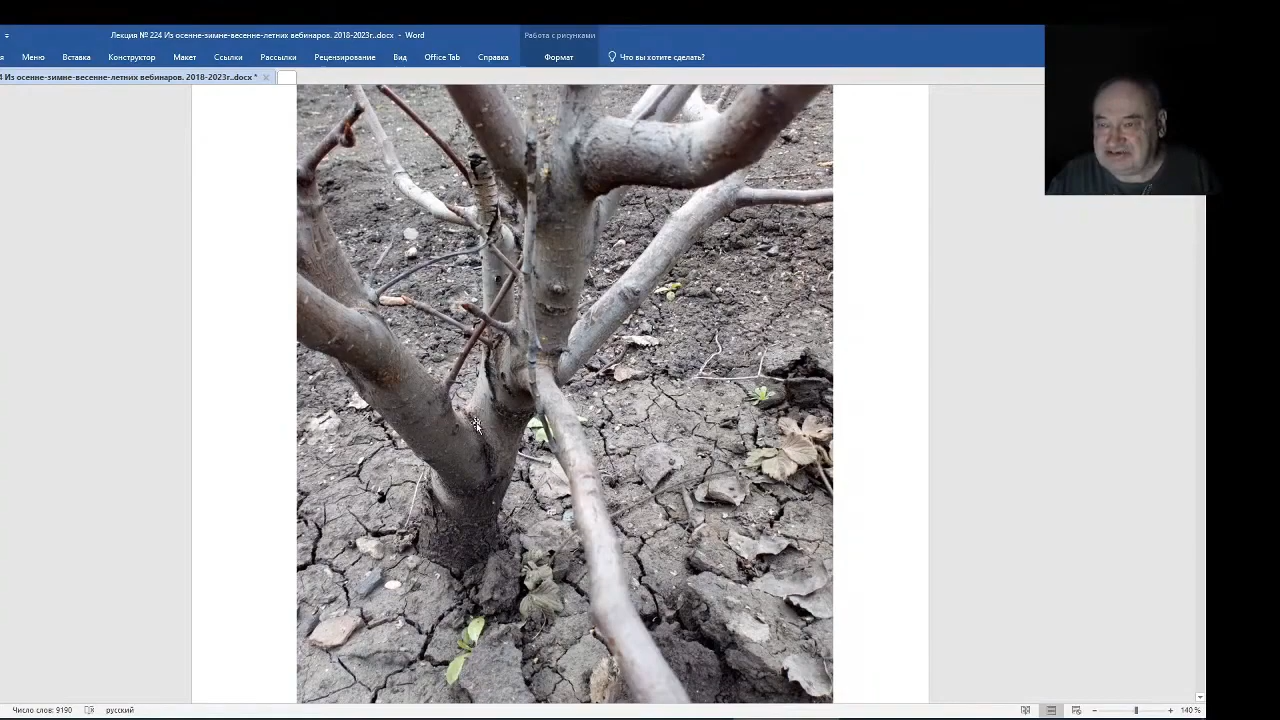 Лекция № 224 Из осенне-зимне-весенне-летних вебинаров. 2018-2023г..docx - Word
Работа с рисунками
Меню Вставка Конструктор Макет Ссылки Рассылки Рецензирование Вид Office Tab Справка Формат Что вы хотите сделать?
4 Из осенне-зимне-весенне-летних вебинаров. 2018-2023г..docx *
Число слов: 9190 русский 140 %